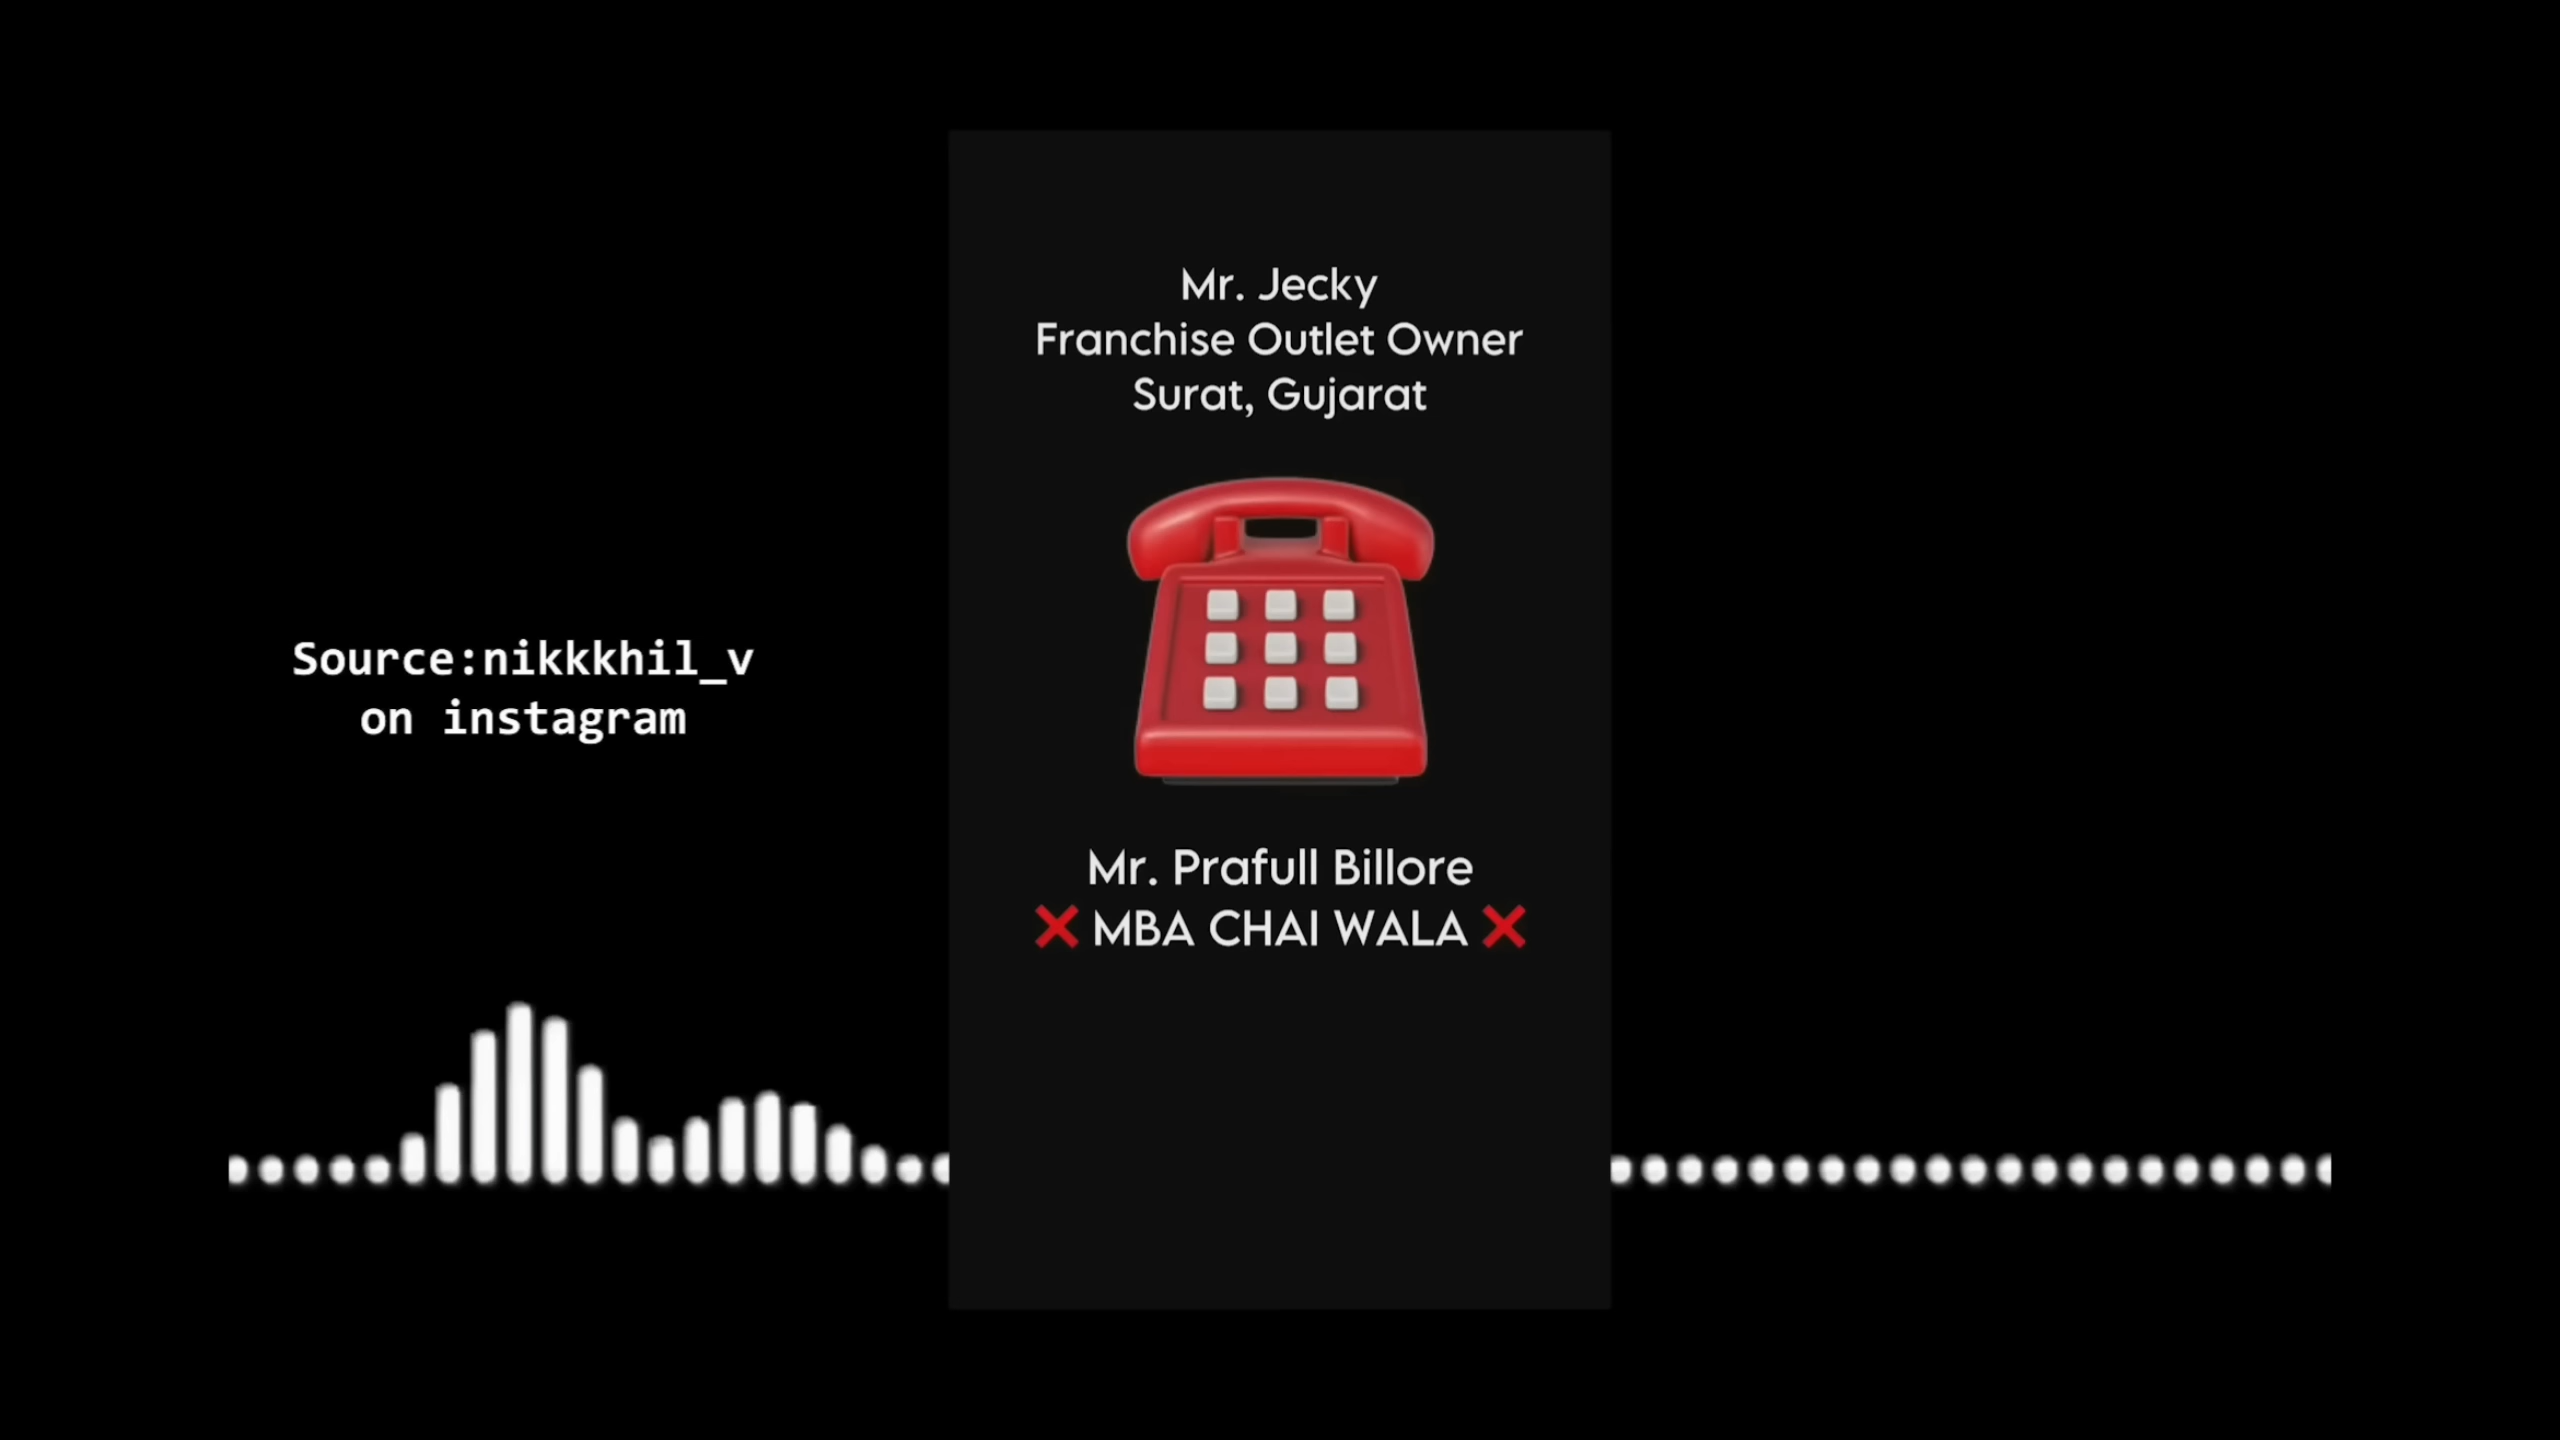 Mr. Jecky
Franchise Outlet Owner
Surat, Gujarat
Source:nikkkhil_v
on instagram
Mr. Prafull Billore
❌ MBA CHAI WALA ❌